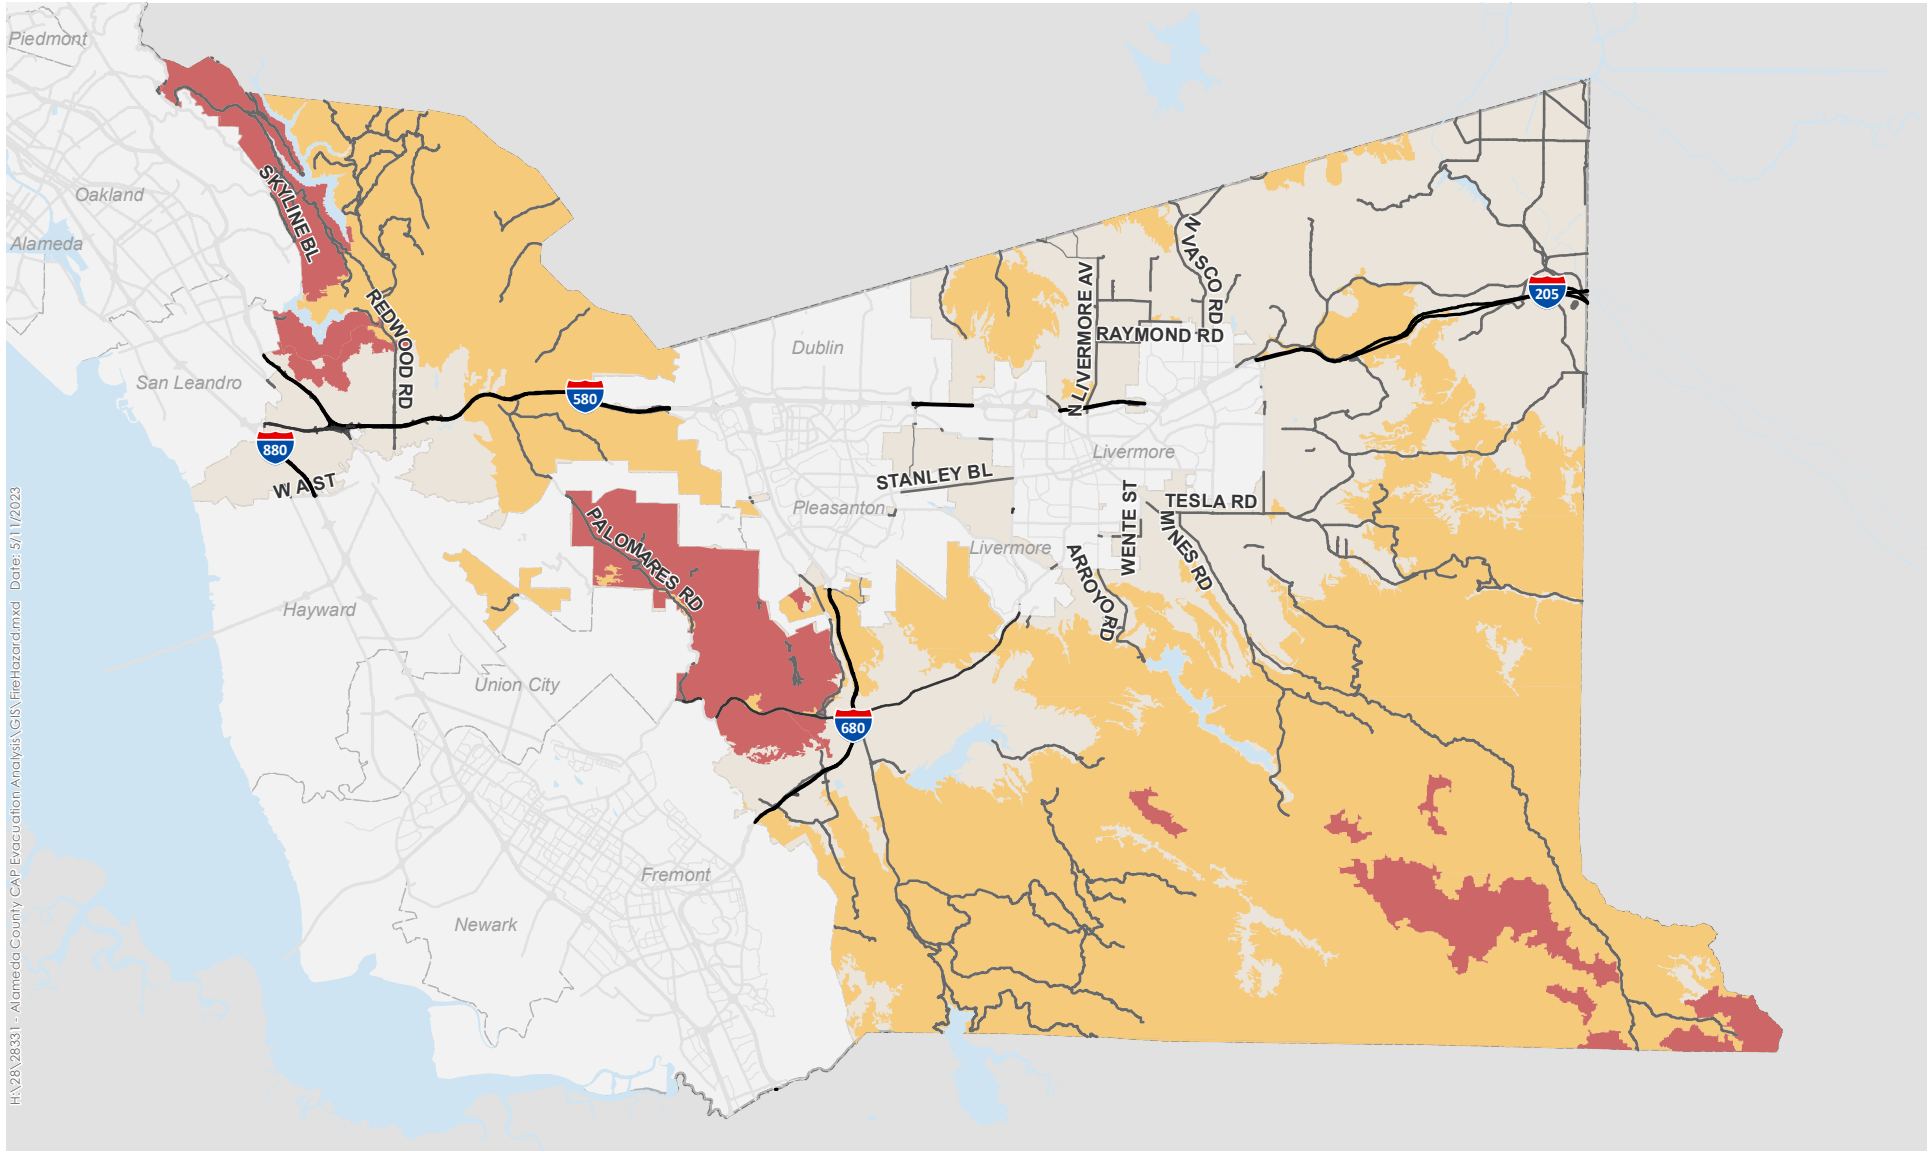 Piedmont
Oakland
SKYLINE BL
Alameda
REDWOOD RD
San Leandro
580
880
W A ST
Dublin
N LIVERMORE AV
N VASCO RD
RAYMOND RD
205
Livermore
STANLEY BL
Pleasanton
TESLA RD
WENTE ST
MINES RD
Livermore
ARROYO RD
PALOMARES RD
Hayward
Union City
680
Fremont
Newark
H:\28\28331 - Alameda County CAP Evacuation Analysis\GIS\FireHazard.mxd Date: 5/11/2023